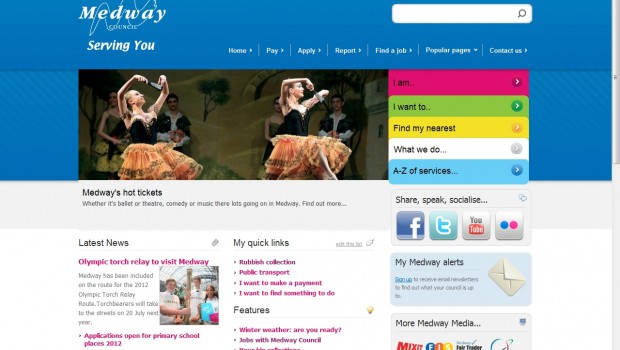 Medway
COUNCIL
Serving You
Home
Pay
Apply
Report
Find a job
Popular pages
Contact us
I am..
I want to..
Find my nearest
What we do...
A-Z of services...
Medway's hot tickets
Whether it's ballet or theatre, comedy or music there lots going on in Medway. Find out more...
Share, speak, socialise...
You
Tube
Latest News
Olympic torch relay to visit Medway
Medway has been included
on the route for the 2012
Olympic Torch Relay
Route.Torchbearers will take
to the streets on 20 July next
year.
Applications open for primary school
places 2012
My quick links
edit this list
Rubbish collection
Public transport
I want to make a payment
I want to find something to do
Features
Winter weather: are you ready?
Jobs with Medway Council
My Medway alerts
Sign up to receive email newsletters
to find out what your council is up
to.
More Medway Media...
Fair Trader